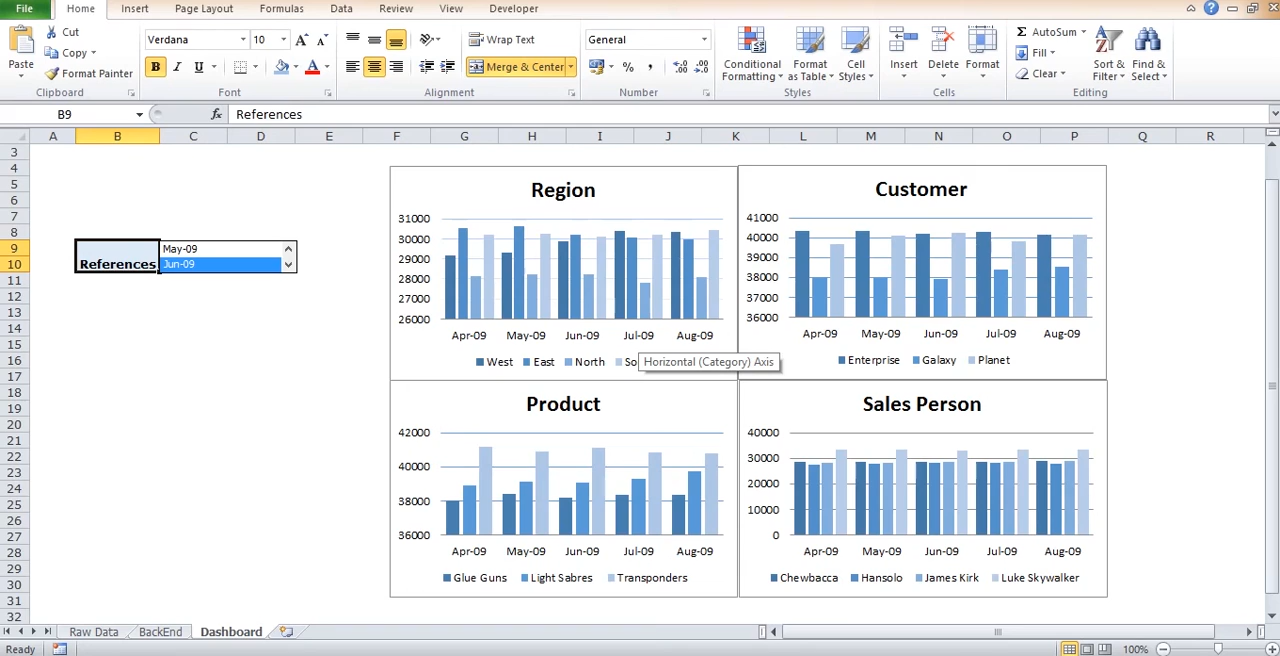 File Home Insert Page Layout Formulas Data Review View Developer
Paste Cut Copy Format Painter Clipboard
Verdana 10 B I U A A A Font
Wrap Text Merge & Center Alignment
General % , Number
Conditional Formatting Format as Table Cell Styles Styles
Insert Delete Format Cells
Σ AutoSum Fill Clear Sort & Filter Find & Select Editing
B9 fx References
A B C D E F G H I J K L M N O P Q R
3
4
5
6
7
8
9
10
11
12
13
14
15
16
17
18
19
20
21
22
23
24
25
26
27
28
29
30
31
32
References
May-09
Jun-09
Region
31000
30000
29000
28000
27000
26000
Apr-09 May-09 Jun-09 Jul-09 Aug-09
West East North So
Horizontal (Category) Axis
Customer
41000
40000
39000
38000
37000
36000
Apr-09 May-09 Jun-09 Jul-09 Aug-09
Enterprise Galaxy Planet
Product
42000
40000
38000
36000
Apr-09 May-09 Jun-09 Jul-09 Aug-09
Glue Guns Light Sabres Transponders
Sales Person
40000
30000
20000
10000
0
Apr-09 May-09 Jun-09 Jul-09 Aug-09
Chewbacca Hansolo James Kirk Luke Skywalker
Raw Data BackEnd Dashboard
Ready 100%